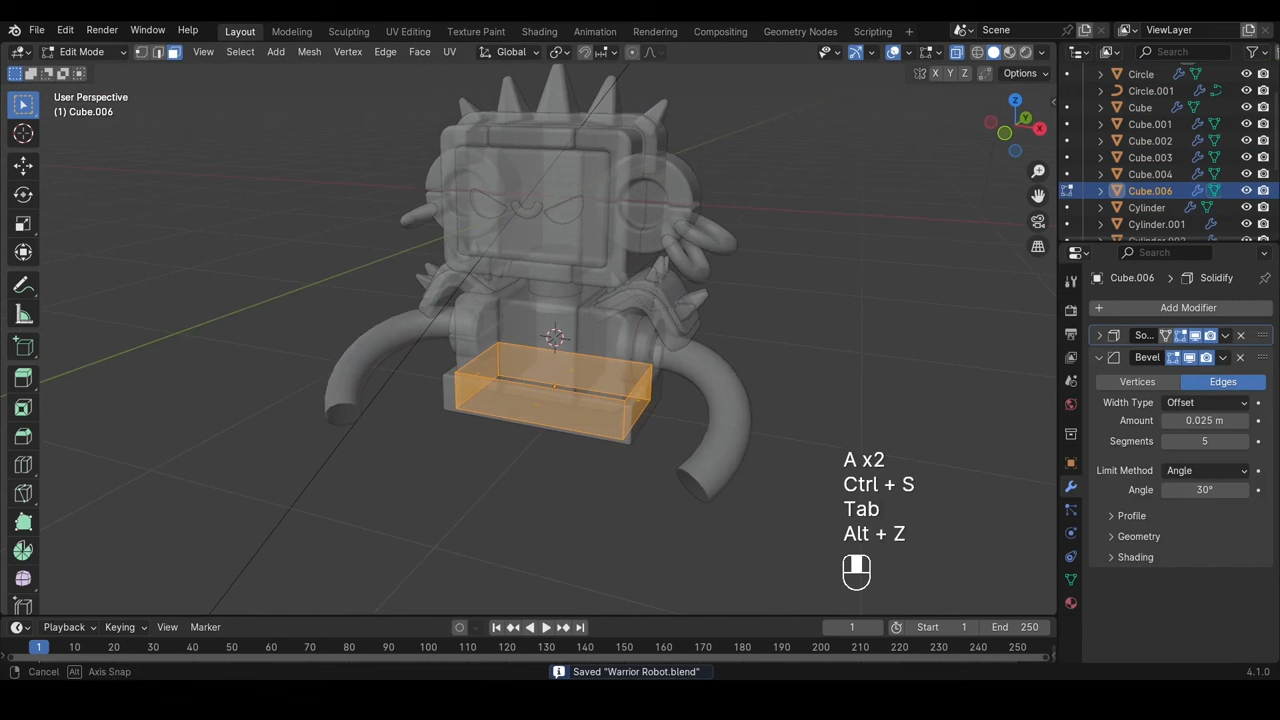 File Edit Render Window Help Layout Modeling Sculpting UV Editing Texture Paint Shading Animation Rendering Compositing Geometry Nodes Scripting + Scene ViewLayer
Edit Mode View Select Add Mesh Vertex Edge Face UV Global Search
X Y Z Options
User Perspective
(1) Cube.006
Z
Y
X
Circle
Circle.001
Cube
Cube.001
Cube.002
Cube.003
Cube.004
Cube.006
Cylinder
Cylinder.001
Search
Cube.006 Solidify
Add Modifier
So...
Bevel
Vertices Edges
Width Type Offset
Amount 0.025 m
Segments 5
Limit Method Angle
Angle 30°
Profile
Geometry
Shading
A x2
Ctrl + S
Tab
Alt + Z
Playback Keying View Marker 1 Start 1 End 250
1 10 20 30 40 50 60 70 80 90 100 110 120 130 140 150 160 170 180 190 200 210 220 230 240 250
Cancel Alt Axis Snap Saved "Warrior Robot.blend" 4.1.0